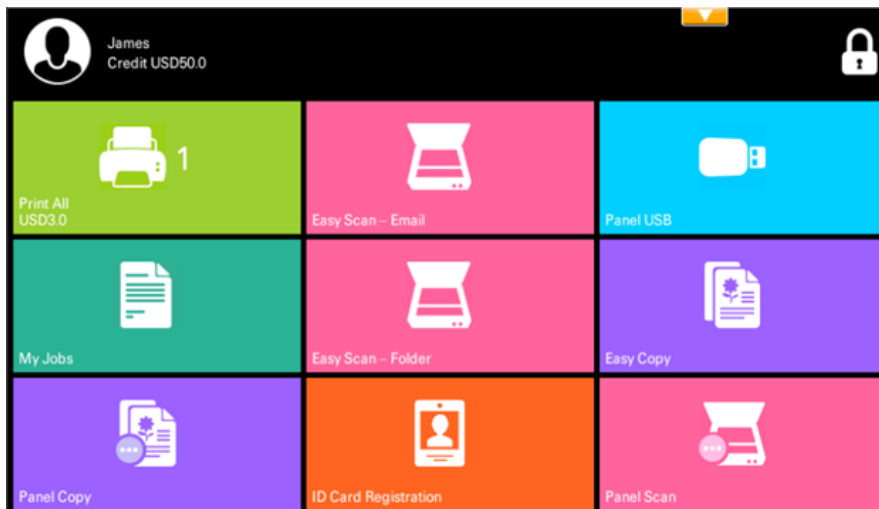 James
Credit USD50.0
1
Print All
USD3.0
Easy Scan – Email
Panel USB
My Jobs
Easy Scan – Folder
Easy Copy
Panel Copy
ID Card Registration
Panel Scan